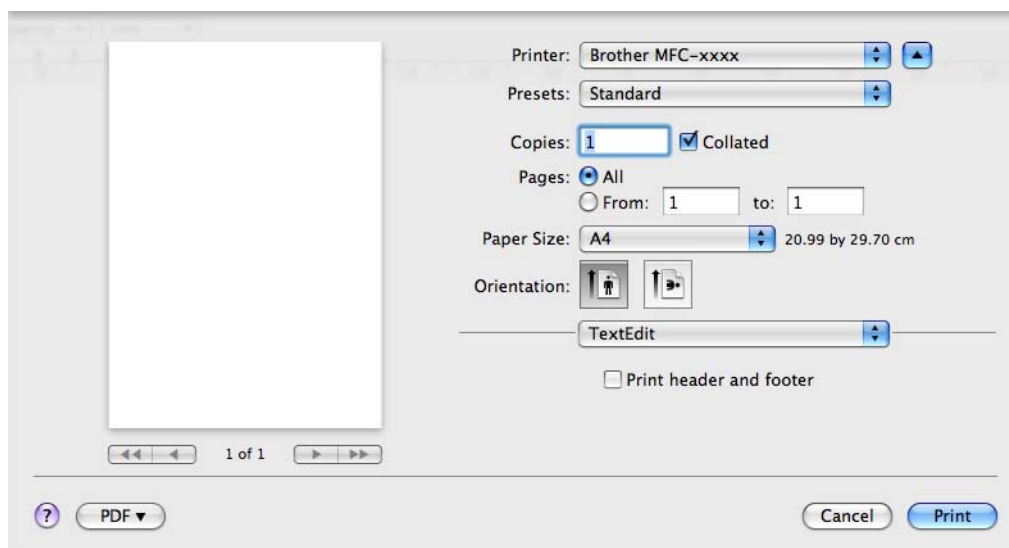 Printer: Brother MFC-xxxx
Presets: Standard
Copies: 1 Collated
Pages: All
From: 1 to: 1
Paper Size: A4 20.99 by 29.70 cm
Orientation:
TextEdit
Print header and footer
1 of 1
? PDF Cancel Print